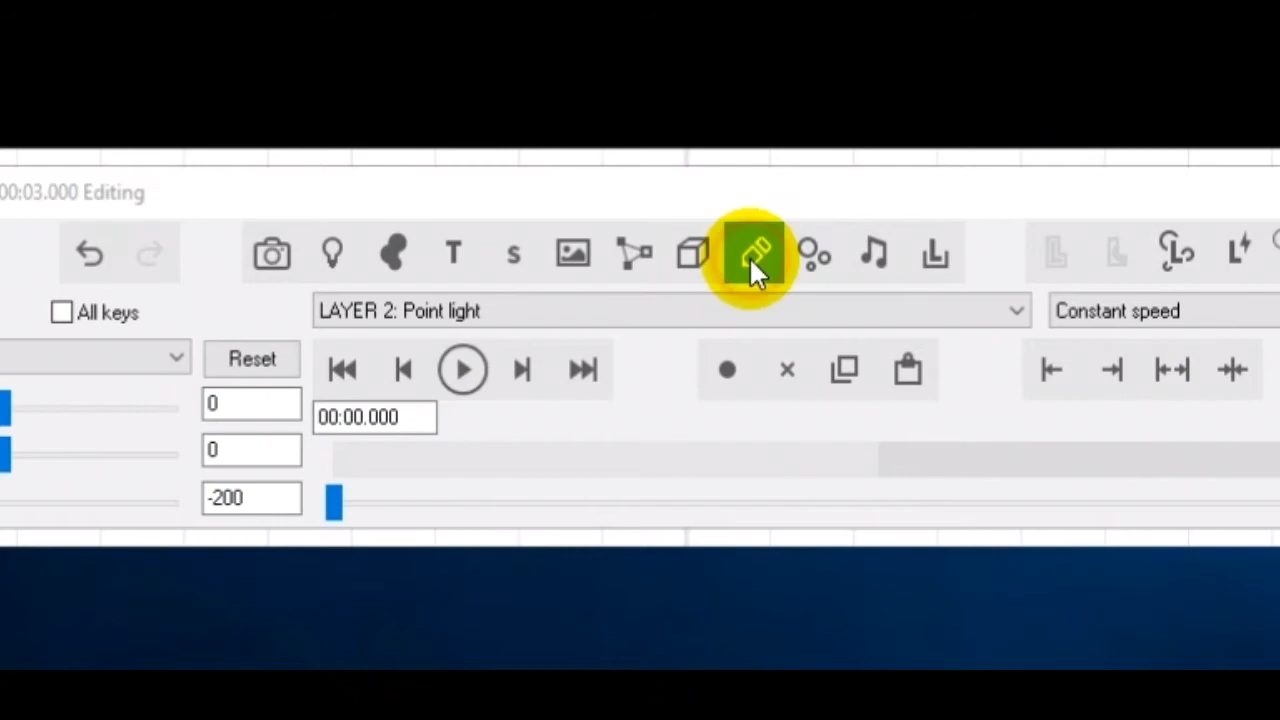 00:03.000 Editing
T S
All keys
LAYER 2: Point light
Constant speed
Reset
0
00:00.000
0
-200